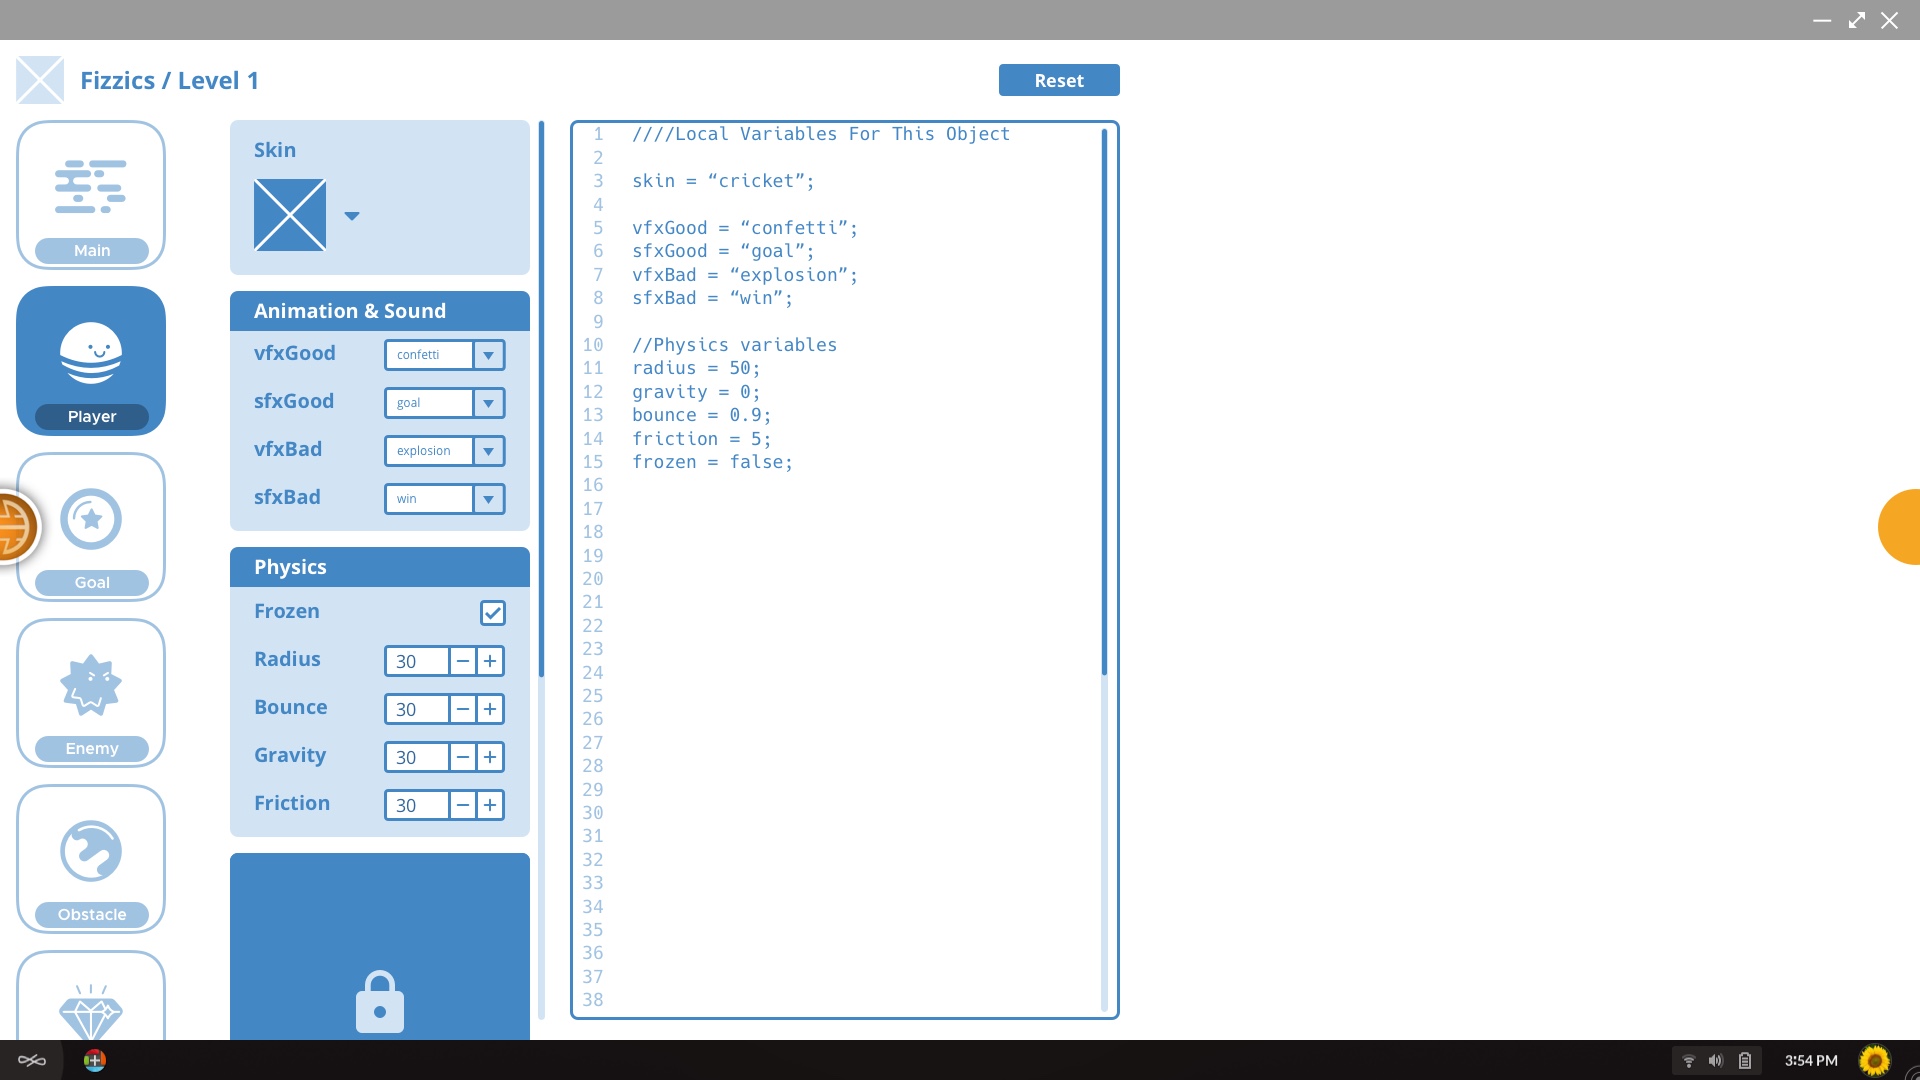 Fizzics / Level 1
Reset
Main
Player
Goal
Enemy
Obstacle
Skin
Animation & Sound
vfxGood confetti
sfxGood goal
vfxBad explosion
sfxBad win
Physics
Frozen
Radius 30
Bounce 30
Gravity 30
Friction 30
1 ////Local Variables For This Object
2
3 skin = “cricket”;
4
5 vfxGood = “confetti”;
6 sfxGood = “goal”;
7 vfxBad = “explosion”;
8 sfxBad = “win”;
9
10 //Physics variables
11 radius = 50;
12 gravity = 0;
13 bounce = 0.9;
14 friction = 5;
15 frozen = false;
16
17
18
19
20
21
22
23
24
25
26
27
28
29
30
31
32
33
34
35
36
37
38
3:54 PM